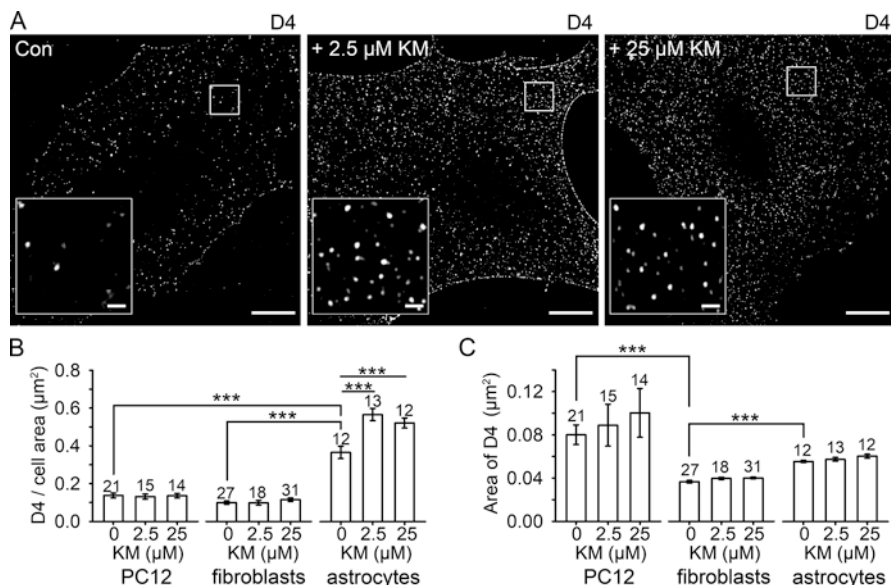 A
D4
D4
D4
Con
+ 2.5 µM KM
+ 25 µM KM
B
D4 / cell area (µm²)
0.8
0.6
0.4
0.2
0.0
***
***
***
***
21
15
14
27
18
31
12
13
12
0 2.5 25
0 2.5 25
0 2.5 25
KM (µM)
KM (µM)
KM (µM)
PC12
fibroblasts
astrocytes
C
Area of D4 (µm²)
0.12
0.08
0.04
0.00
***
***
21
15
14
27
18
31
12
13
12
0 2.5 25
0 2.5 25
0 2.5 25
KM (µM)
KM (µM)
KM (µM)
PC12
fibroblasts
astrocytes